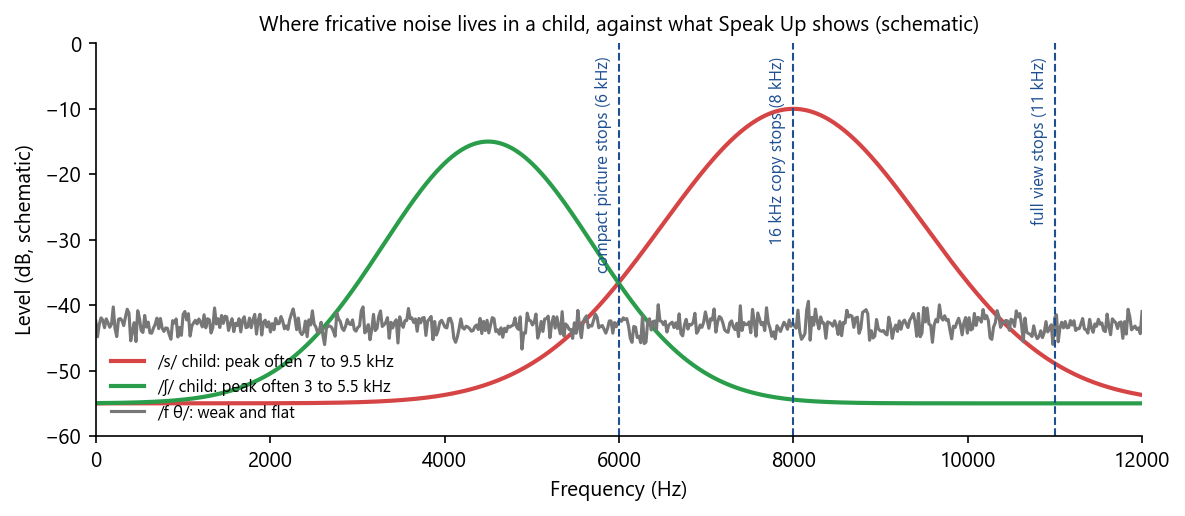 Where fricative noise lives in a child, against what Speak Up shows (schematic)
Level (dB, schematic)
0
−10
−20
−30
−40
−50
−60
compact picture stops (6 kHz)
16 kHz copy stops (8 kHz)
full view stops (11 kHz)
/s/ child: peak often 7 to 9.5 kHz
/ʃ/ child: peak often 3 to 5.5 kHz
/f θ/: weak and flat
0
2000
4000
6000
8000
10000
12000
Frequency (Hz)